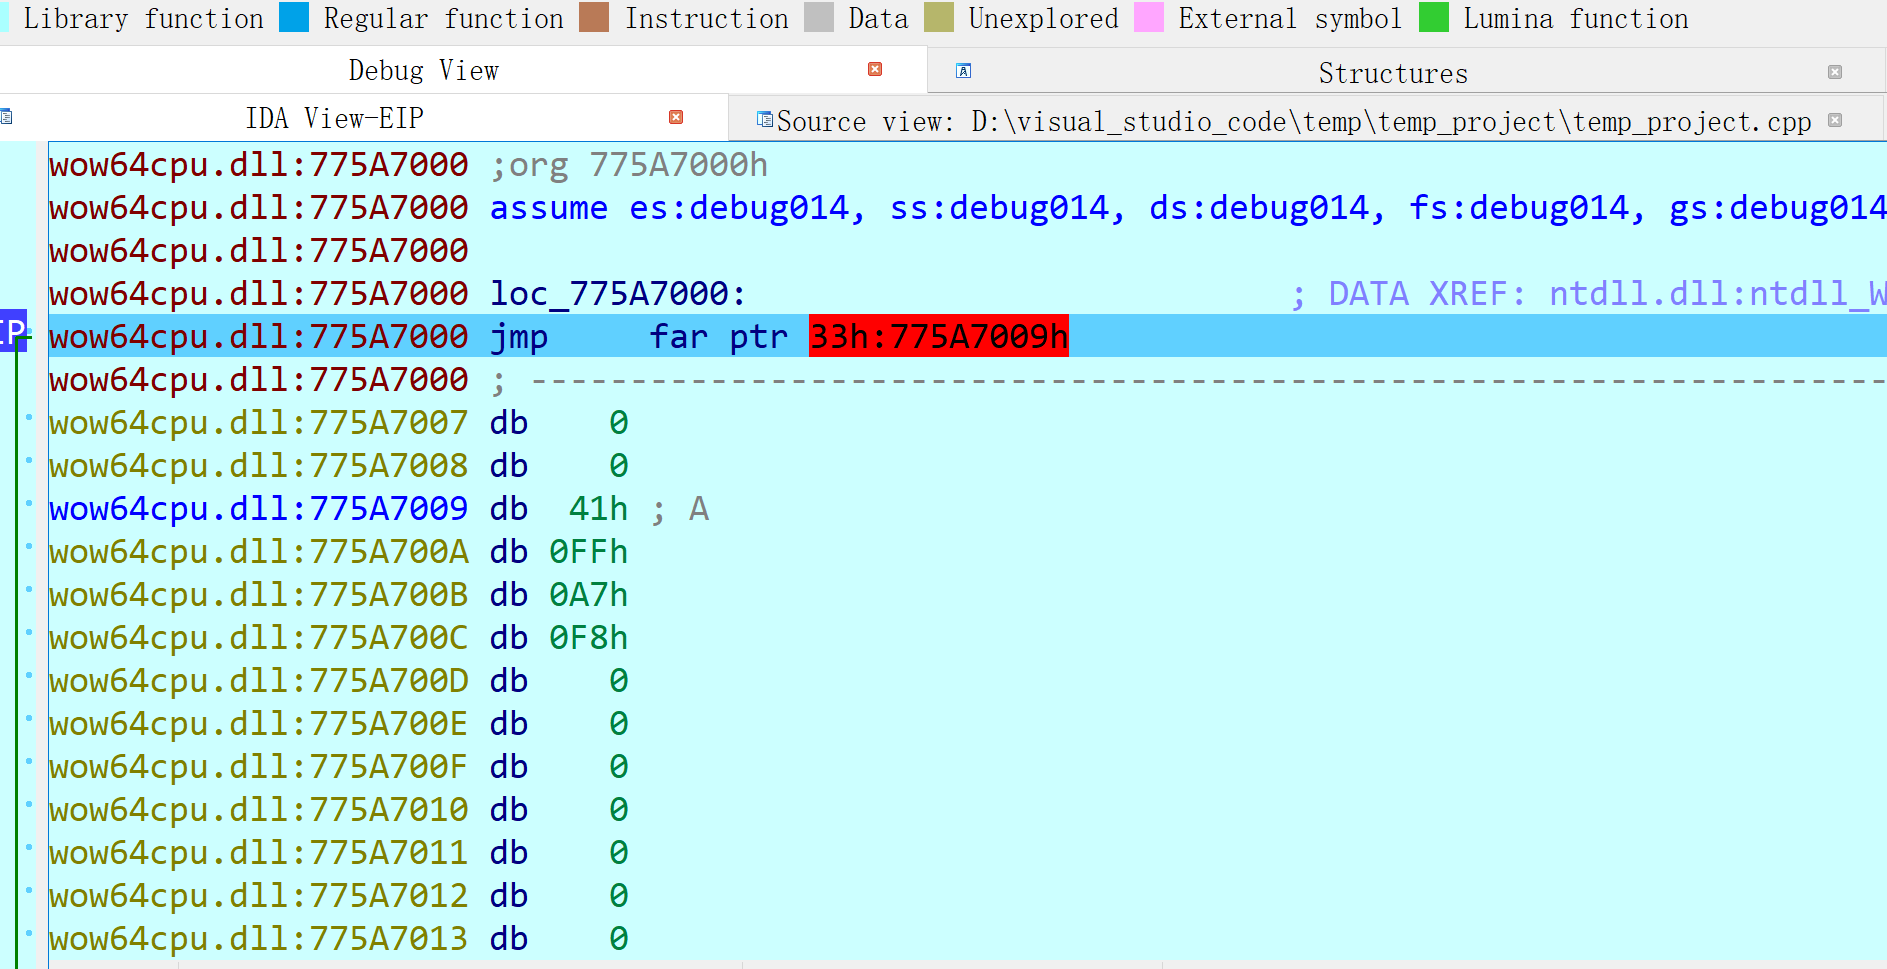 Library function Regular function Instruction Data Unexplored External symbol Lumina function
Debug View Structures
IDA View-EIP Source view: D:\visual_studio_code\temp\temp_project\temp_project.cpp
wow64cpu.dll:775A7000 ;org 775A7000h
wow64cpu.dll:775A7000 assume es:debug014, ss:debug014, ds:debug014, fs:debug014, gs:debug014
wow64cpu.dll:775A7000
wow64cpu.dll:775A7000 loc_775A7000: ; DATA XREF: ntdll.dll:ntdll_W
IP wow64cpu.dll:775A7000 jmp far ptr 33h:775A7009h
wow64cpu.dll:775A7000 ; --------------------------------------------------------------------
wow64cpu.dll:775A7007 db 0
wow64cpu.dll:775A7008 db 0
wow64cpu.dll:775A7009 db 41h ; A
wow64cpu.dll:775A700A db 0FFh
wow64cpu.dll:775A700B db 0A7h
wow64cpu.dll:775A700C db 0F8h
wow64cpu.dll:775A700D db 0
wow64cpu.dll:775A700E db 0
wow64cpu.dll:775A700F db 0
wow64cpu.dll:775A7010 db 0
wow64cpu.dll:775A7011 db 0
wow64cpu.dll:775A7012 db 0
wow64cpu.dll:775A7013 db 0